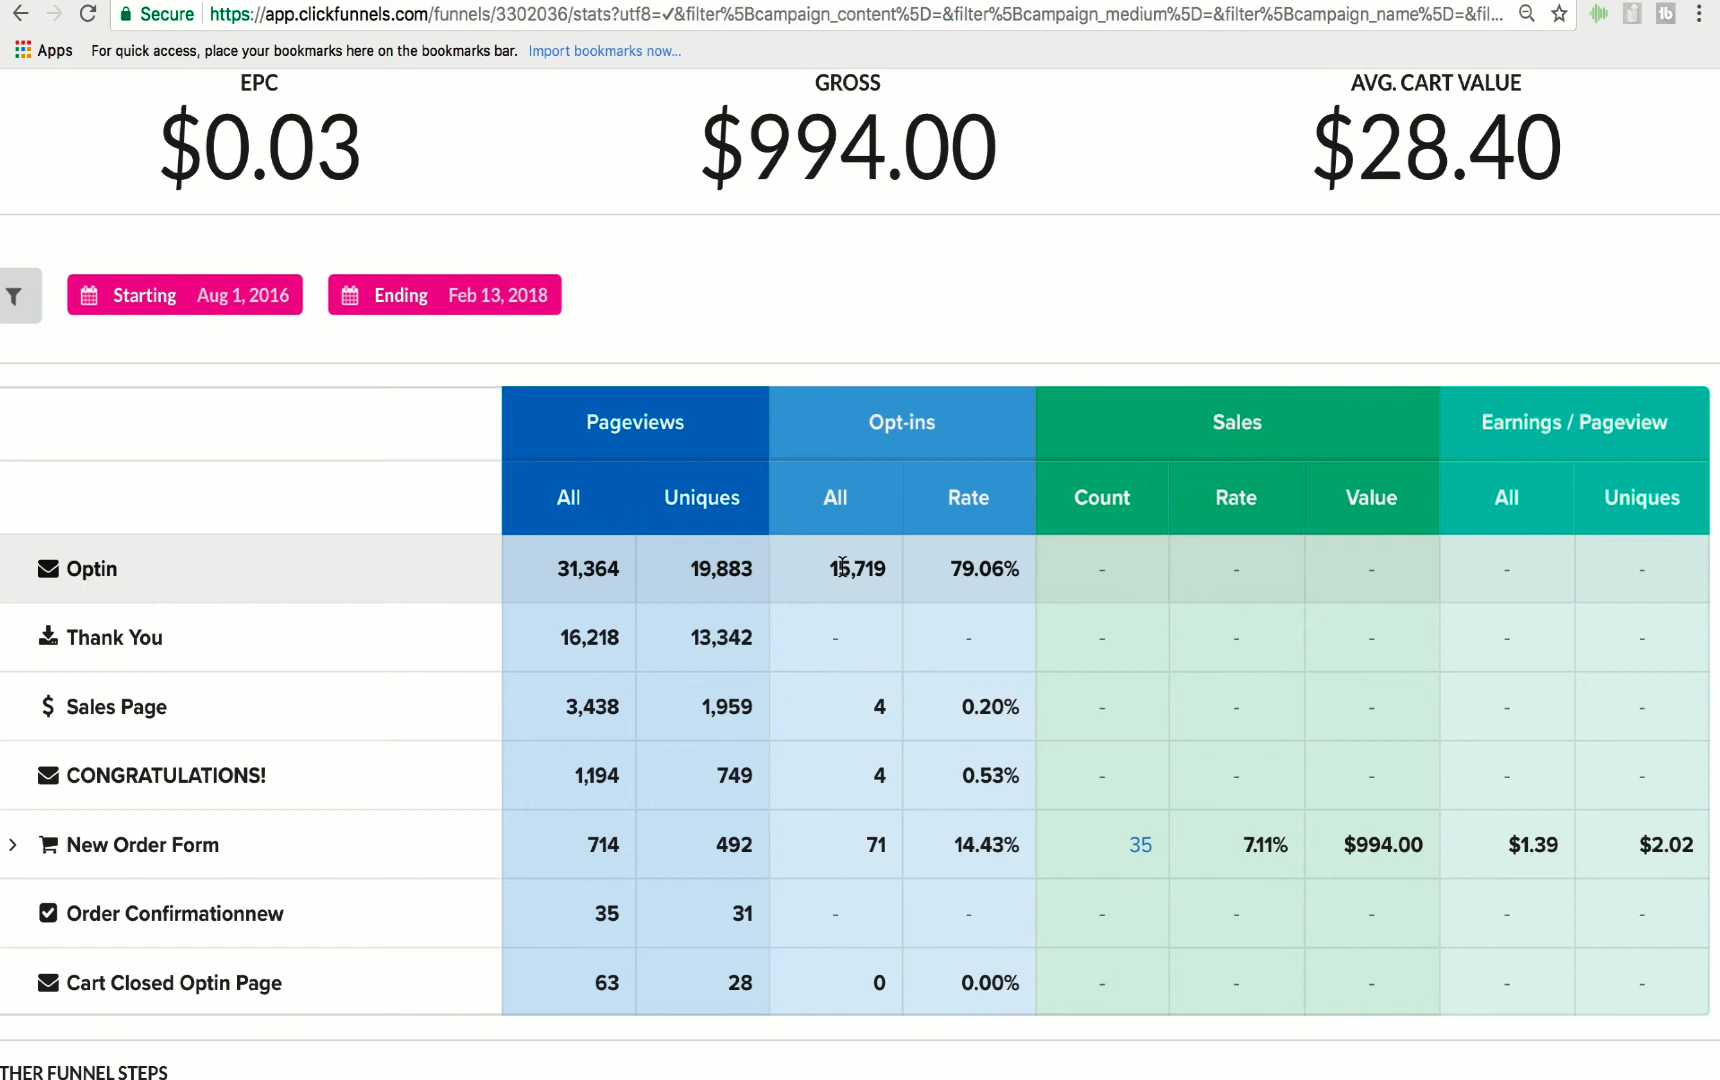 Secure https://app.clickfunnels.com/funnels/3302036/stats?utf8=✓&filter%5Bcampaign_content%5D=&filter%5Bcampaign_medium%5D=&filter%5Bcampaign_name%5D=&fil...
Apps For quick access, place your bookmarks here on the bookmarks bar. Import bookmarks now...
EPC GROSS AVG. CART VALUE
$0.03 $994.00 $28.40
Starting Aug 1, 2016 Ending Feb 13, 2018
Pageviews Opt-ins Sales Earnings / Pageview
All Uniques All Rate Count Rate Value All Uniques
Optin 31,364 19,883 15,719 79.06% - - - - -
Thank You 16,218 13,342 - - - - - - -
$ Sales Page 3,438 1,959 4 0.20% - - - - -
CONGRATULATIONS! 1,194 749 4 0.53% - - - - -
New Order Form 714 492 71 14.43% 35 7.11% $994.00 $1.39 $2.02
Order Confirmationnew 35 31 - - - - - - -
Cart Closed Optin Page 63 28 0 0.00% - - - - -
THER FUNNEL STEPS